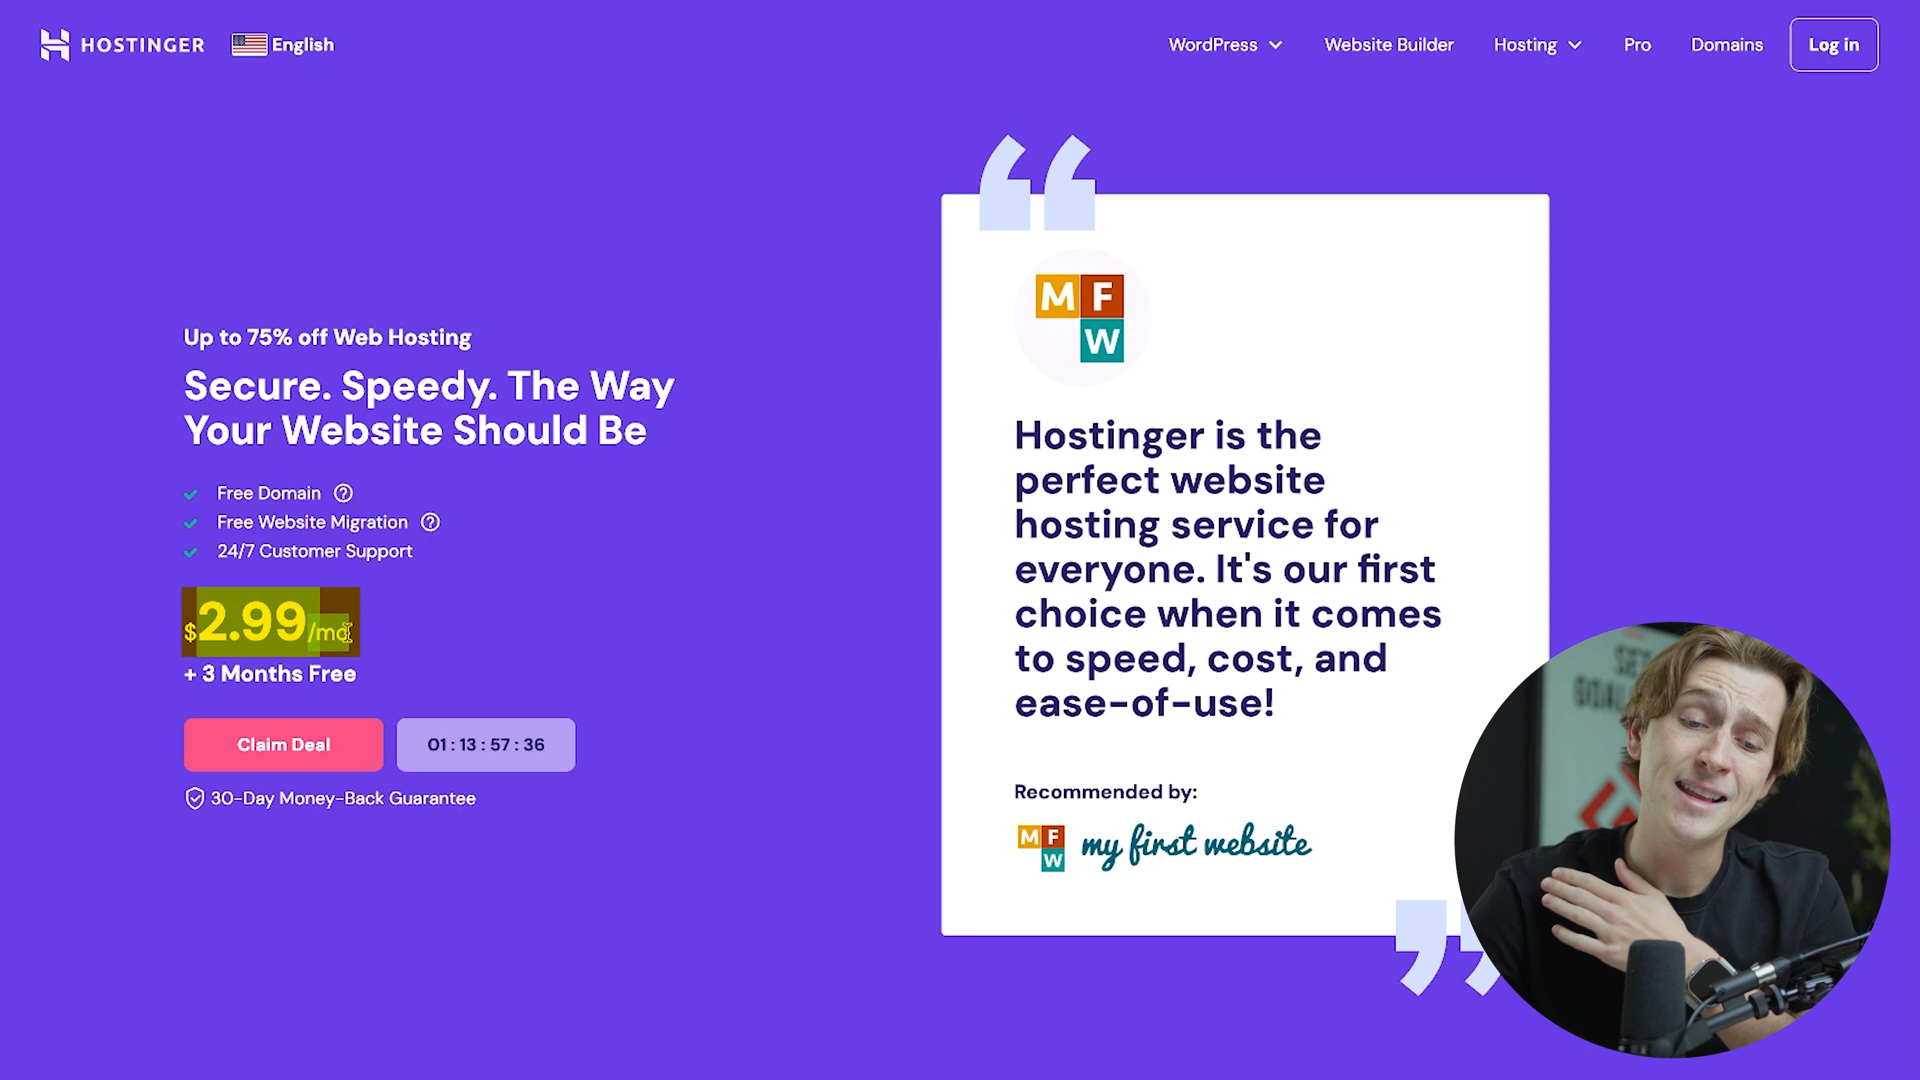 HOSTINGER
English
WordPress
Website Builder
Hosting
Pro
Domains
Log in
Up to 75% off Web Hosting
Secure. Speedy. The Way
Your Website Should Be
Free Domain
Free Website Migration
24/7 Customer Support
$2.99/mo
+ 3 Months Free
Claim Deal
01 : 13 : 57 : 36
30-Day Money-Back Guarantee
M F
W
Hostinger is the
perfect website
hosting service for
everyone. It's our first
choice when it comes
to speed, cost, and
ease-of-use!
Recommended by:
M F
W
my first website